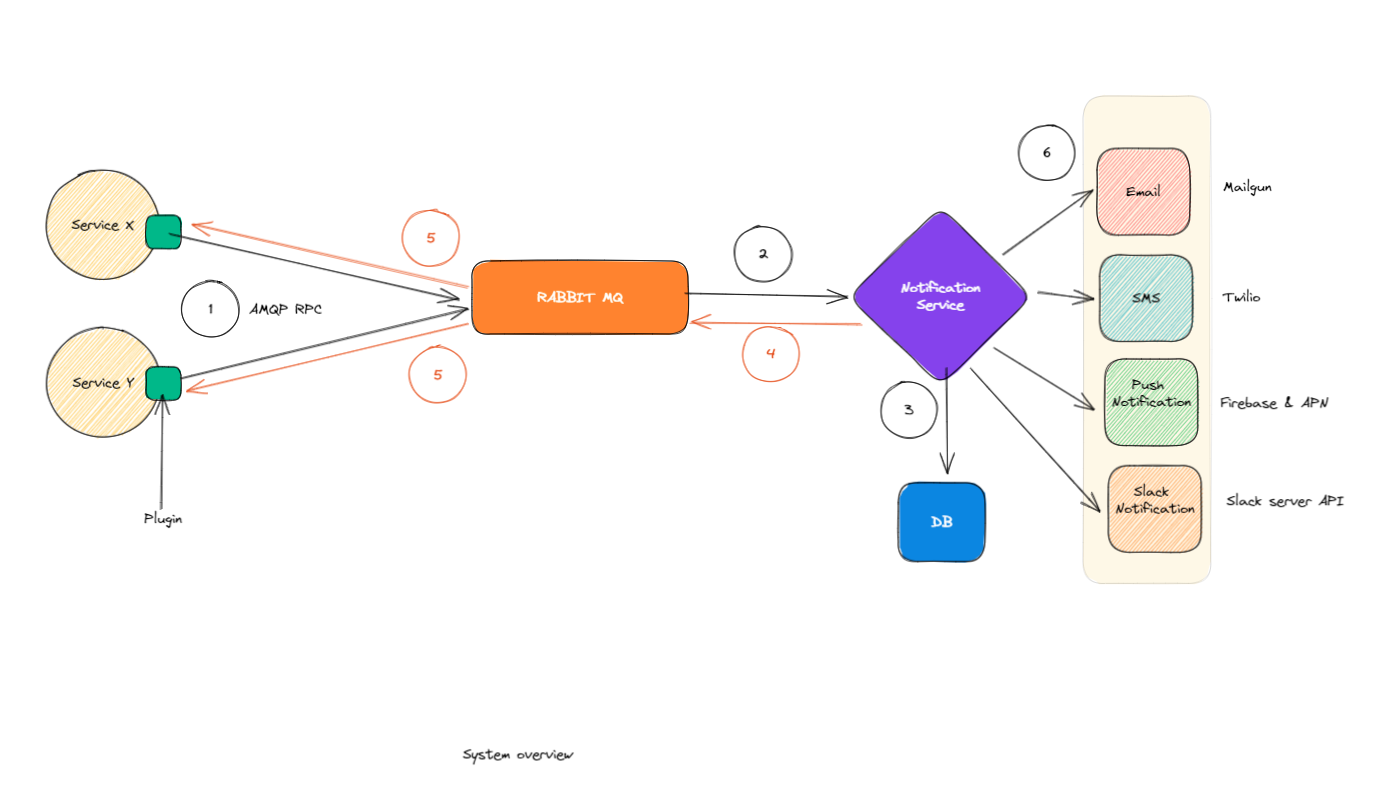 6
Email
Mailgun
Service X
5
2
RABBIT MQ
Notification
Service
SMS
Twilio
1
AMQP RPC
4
Service Y
5
3
Push
Notification
Firebase & APN
Slack
Notification
Slack server API
Plugin
DB
System overview